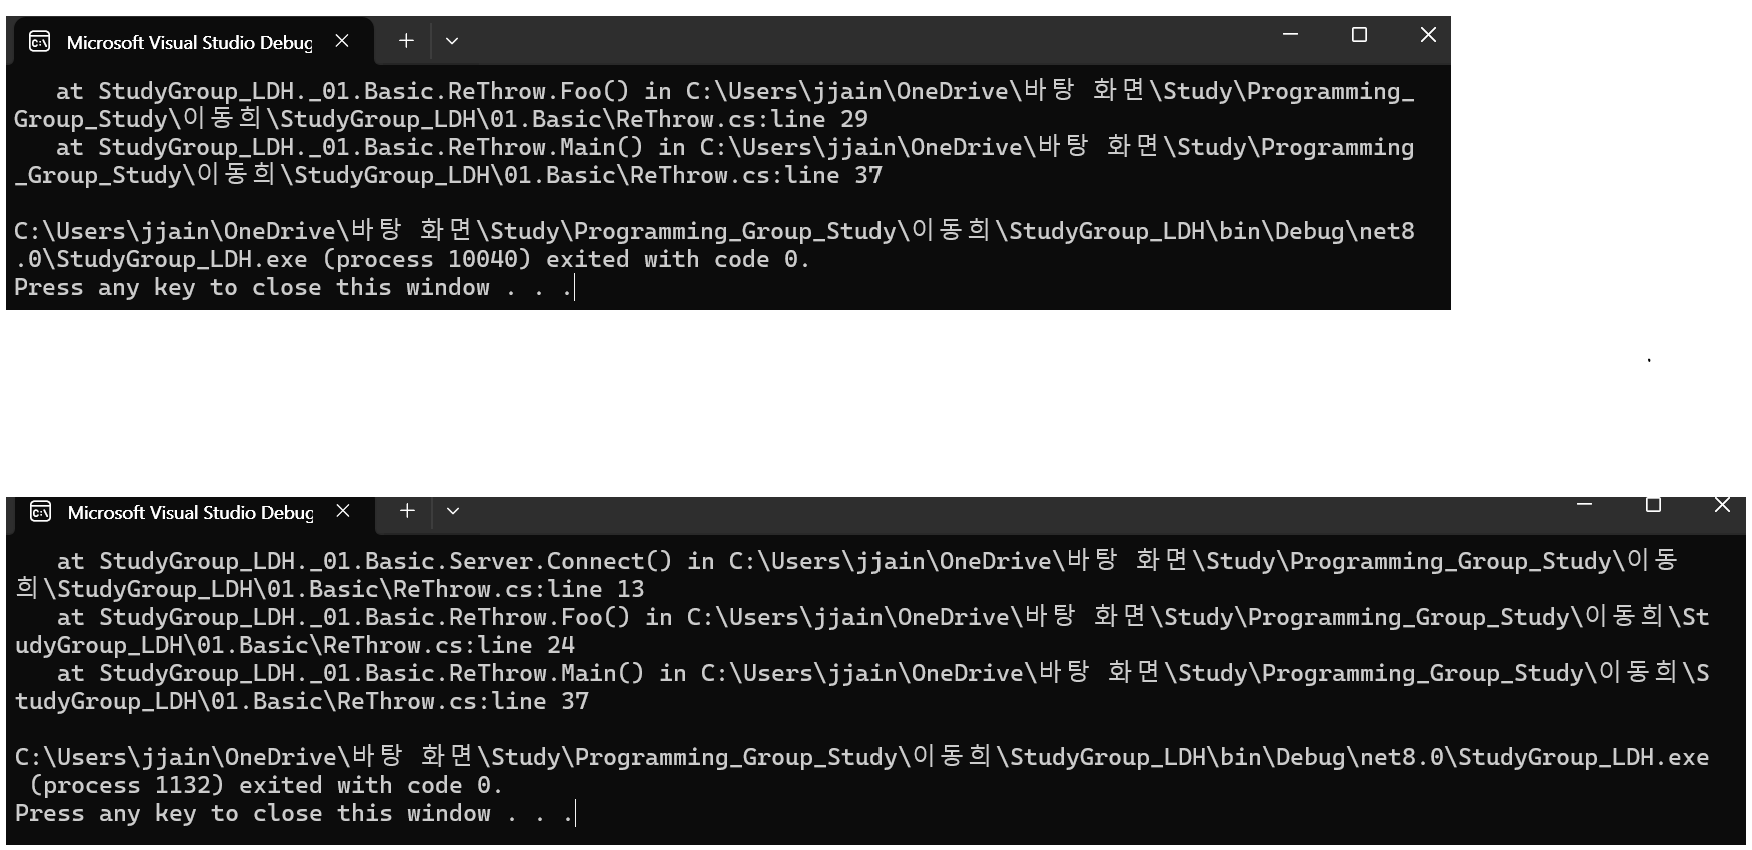 Microsoft Visual Studio Debug
at StudyGroup_LDH._01.Basic.ReThrow.Foo() in C:\Users\jjain\OneDrive\바탕 화면\Study\Programming_
Group_Study\이동희\StudyGroup_LDH\01.Basic\ReThrow.cs:line 29
at StudyGroup_LDH._01.Basic.ReThrow.Main() in C:\Users\jjain\OneDrive\바탕 화면\Study\Programming
_Group_Study\이동희\StudyGroup_LDH\01.Basic\ReThrow.cs:line 37
C:\Users\jjain\OneDrive\바탕 화면\Study\Programming_Group_Study\이동희\StudyGroup_LDH\bin\Debug\net8
.0\StudyGroup_LDH.exe (process 10040) exited with code 0.
Press any key to close this window . . .
Microsoft Visual Studio Debug
at StudyGroup_LDH._01.Basic.Server.Connect() in C:\Users\jjain\OneDrive\바탕 화면\Study\Programming_Group_Study\이동
희\StudyGroup_LDH\01.Basic\ReThrow.cs:line 13
at StudyGroup_LDH._01.Basic.ReThrow.Foo() in C:\Users\jjain\OneDrive\바탕 화면\Study\Programming_Group_Study\이동희\St
udyGroup_LDH\01.Basic\ReThrow.cs:line 24
at StudyGroup_LDH._01.Basic.ReThrow.Main() in C:\Users\jjain\OneDrive\바탕 화면\Study\Programming_Group_Study\이동희\S
tudyGroup_LDH\01.Basic\ReThrow.cs:line 37
C:\Users\jjain\OneDrive\바탕 화면\Study\Programming_Group_Study\이동희\StudyGroup_LDH\bin\Debug\net8.0\StudyGroup_LDH.exe
(process 1132) exited with code 0.
Press any key to close this window . . .